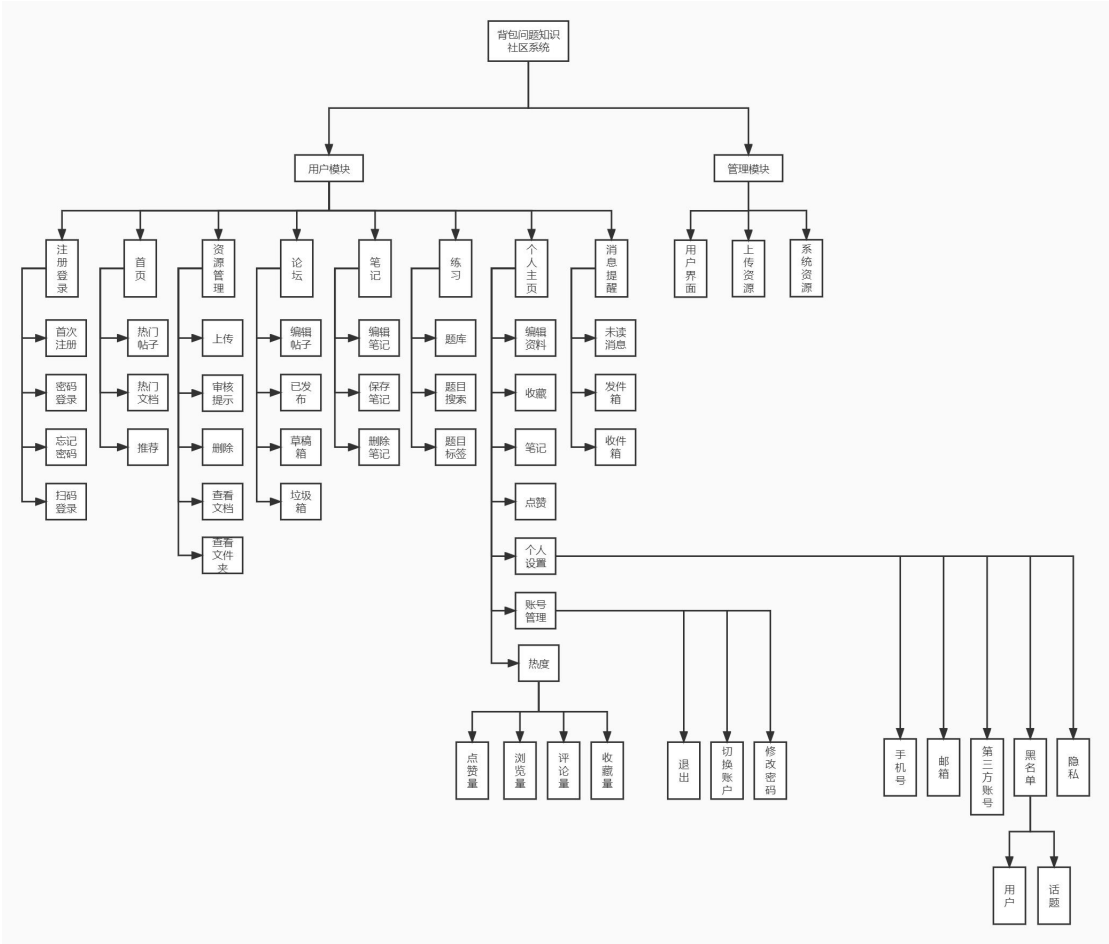 背包问题知识
社区系统
用户模块
管理模块
注册登录
首页
资源管理
论坛
笔记
练习
个人主页
消息提醒
用户界面
上传资源
系统资源
首次
注册
热门
帖子
上传
编辑
帖子
编辑
笔记
题库
编辑
资料
未读
消息
密码
登录
热门
文档
审核
提示
已发
布
保存
笔记
题目
搜索
收藏
发件
箱
忘记
密码
推荐
删除
草稿
箱
删除
笔记
题目
标签
笔记
收件
箱
扫码
登录
查看
文档
垃圾
箱
点赞
查看
文件
夹
个人
设置
账号
管理
热度
点赞量
浏览量
评论量
收藏量
退出
切换账户
修改密码
手机号
邮箱
第三方账号
黑名单
隐私
用户
话题